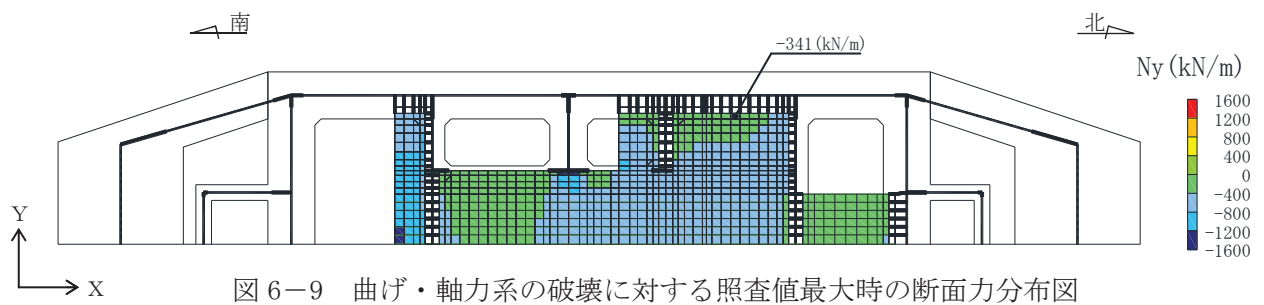 南
北
-341(kN/m)
Ny(kN/m)
1600
1200
800
400
0
-400
-800
-1200
-1600
Y
X
図 6－9　曲げ・軸力系の破壊に対する照査値最大時の断面力分布図